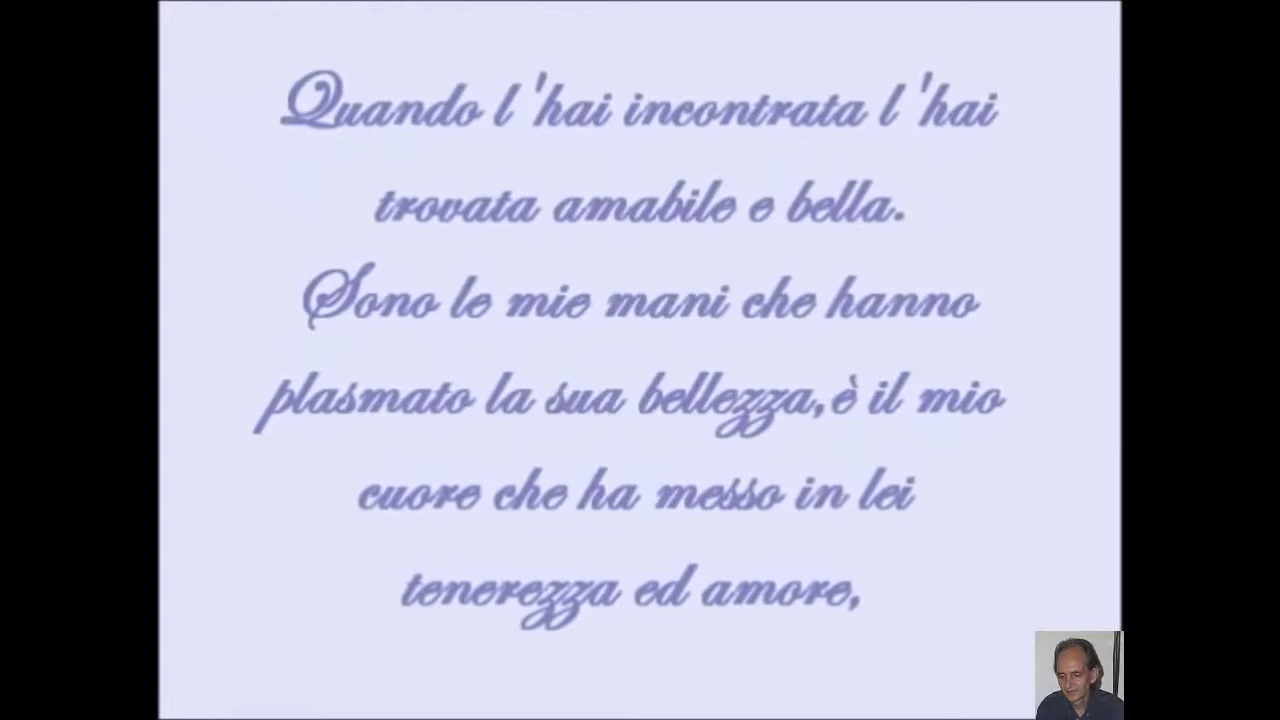 Quando l'hai incontrata l'hai
trovata amabile e bella.
Sono le mie mani che hanno
plasmato la sua bellezza,è il mio
cuore che ha messo in lei
tenerezza ed amore,